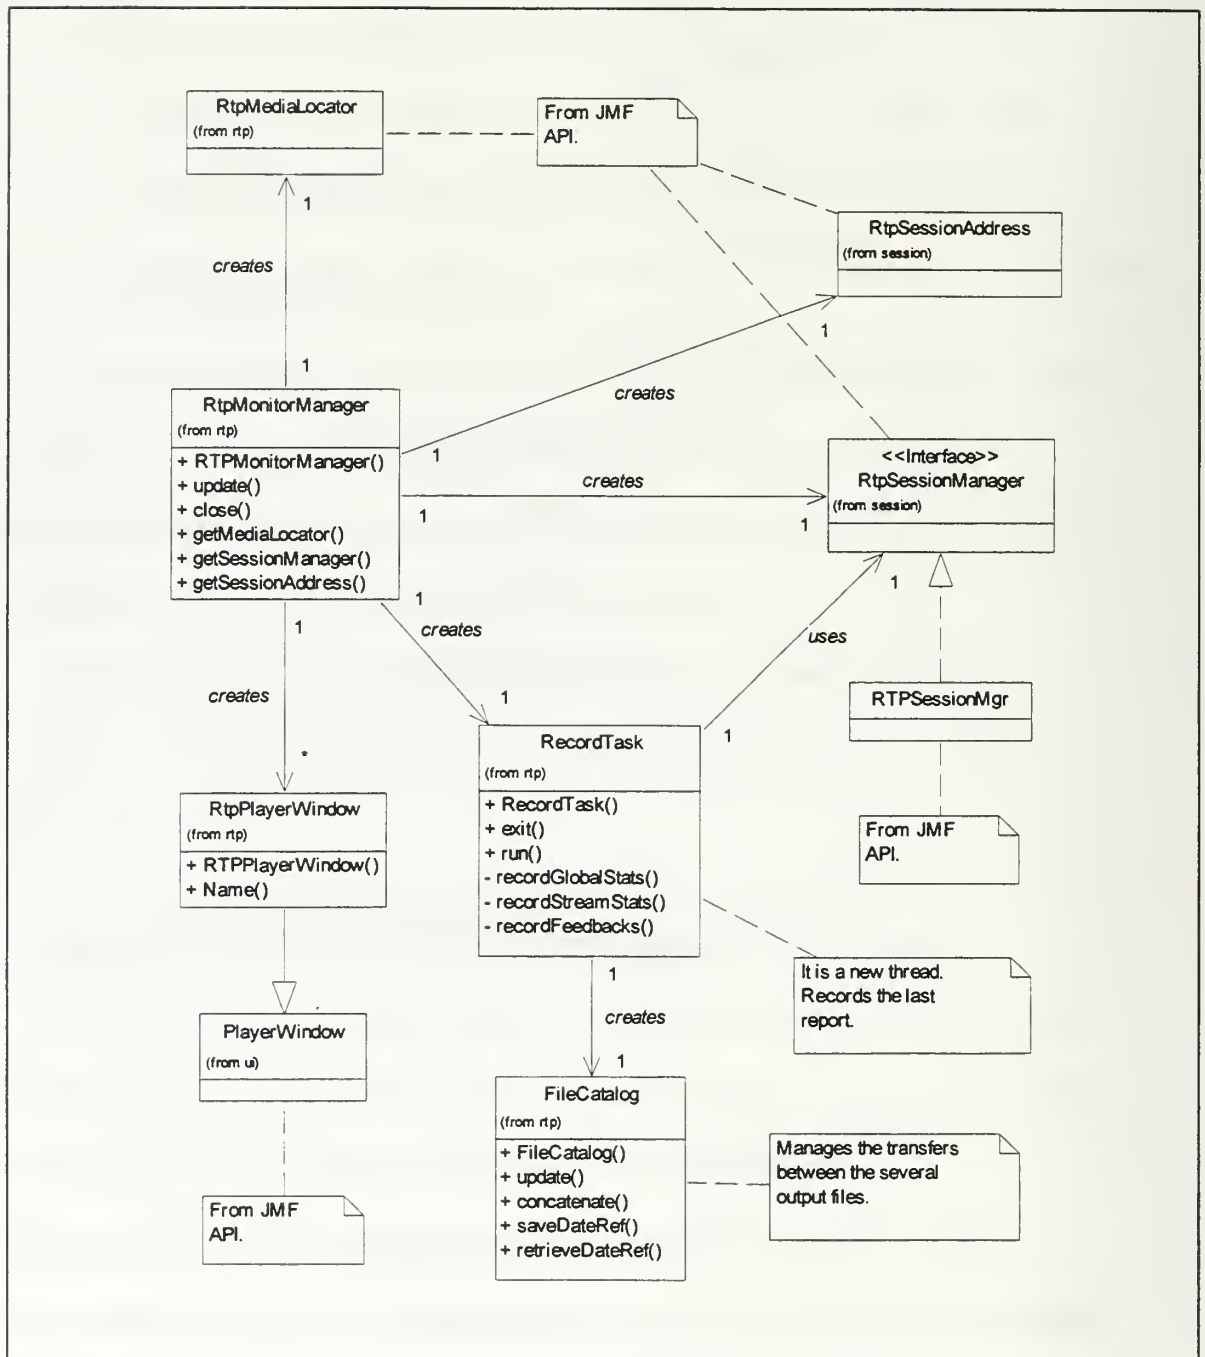 RtpMediaLocator
(from rtp)
From JMF
API.
1
creates
RtpSessionAddress
(from session)
1
creates
1
RtpMonitorManager
(from rtp)
+ RTPMonitorManager()
+ update()
+ close()
+ getMediaLocator()
+ getSessionManager()
+ getSessionAddress()
1
creates
1
1
<<Interface>>
RtpSessionManager
(from session)
1
creates
1
1
creates
*
1
uses
1
RTPSessionMgr
From JMF
API.
RecordTask
(from rtp)
+ RecordTask()
+ exit()
+ run()
- recordGlobalStats()
- recordStreamStats()
- recordFeedbacks()
RtpPlayerWindow
(from rtp)
+ RTPPlayerWindow()
+ Name()
It is a new thread.
Records the last
report.
1
creates
1
PlayerWindow
(from ui)
From JMF
API.
FileCatalog
(from rtp)
+ FileCatalog()
+ update()
+ concatenate()
+ saveDateRef()
+ retrieveDateRef()
Manages the transfers
between the several
output files.